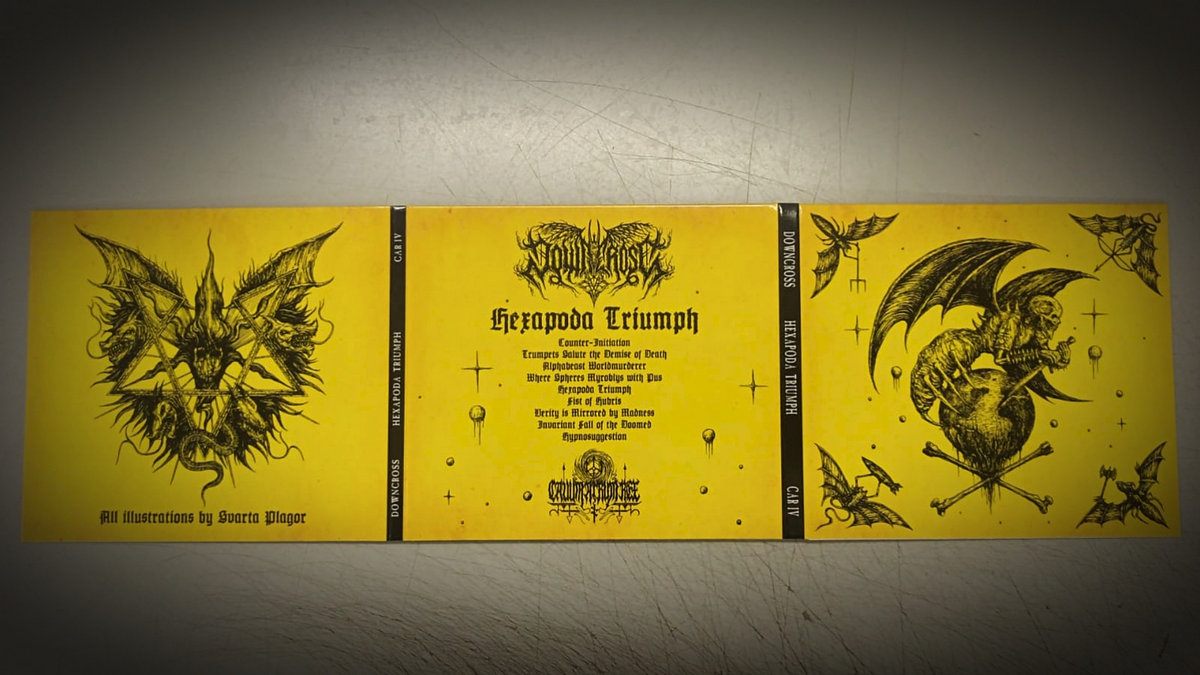 All illustrations by Svarta Plagor
DOWNCROSS HEXAPODA TRIUMPH CAR IV
DOWNCROSS
Hexapoda Triumph
Counter-Initiation
Trumpets Salute the Demise of Death
Alphabeast Worldmurderer
Where Spheres Myroblys with Pus
Hexapoda Triumph
Fist of Hubris
Verity is Mirrored by Madness
Invariant Fall of the Doomed
Hypnosuggestion
DOWNCROSS HEXAPODA TRIUMPH CAR IV